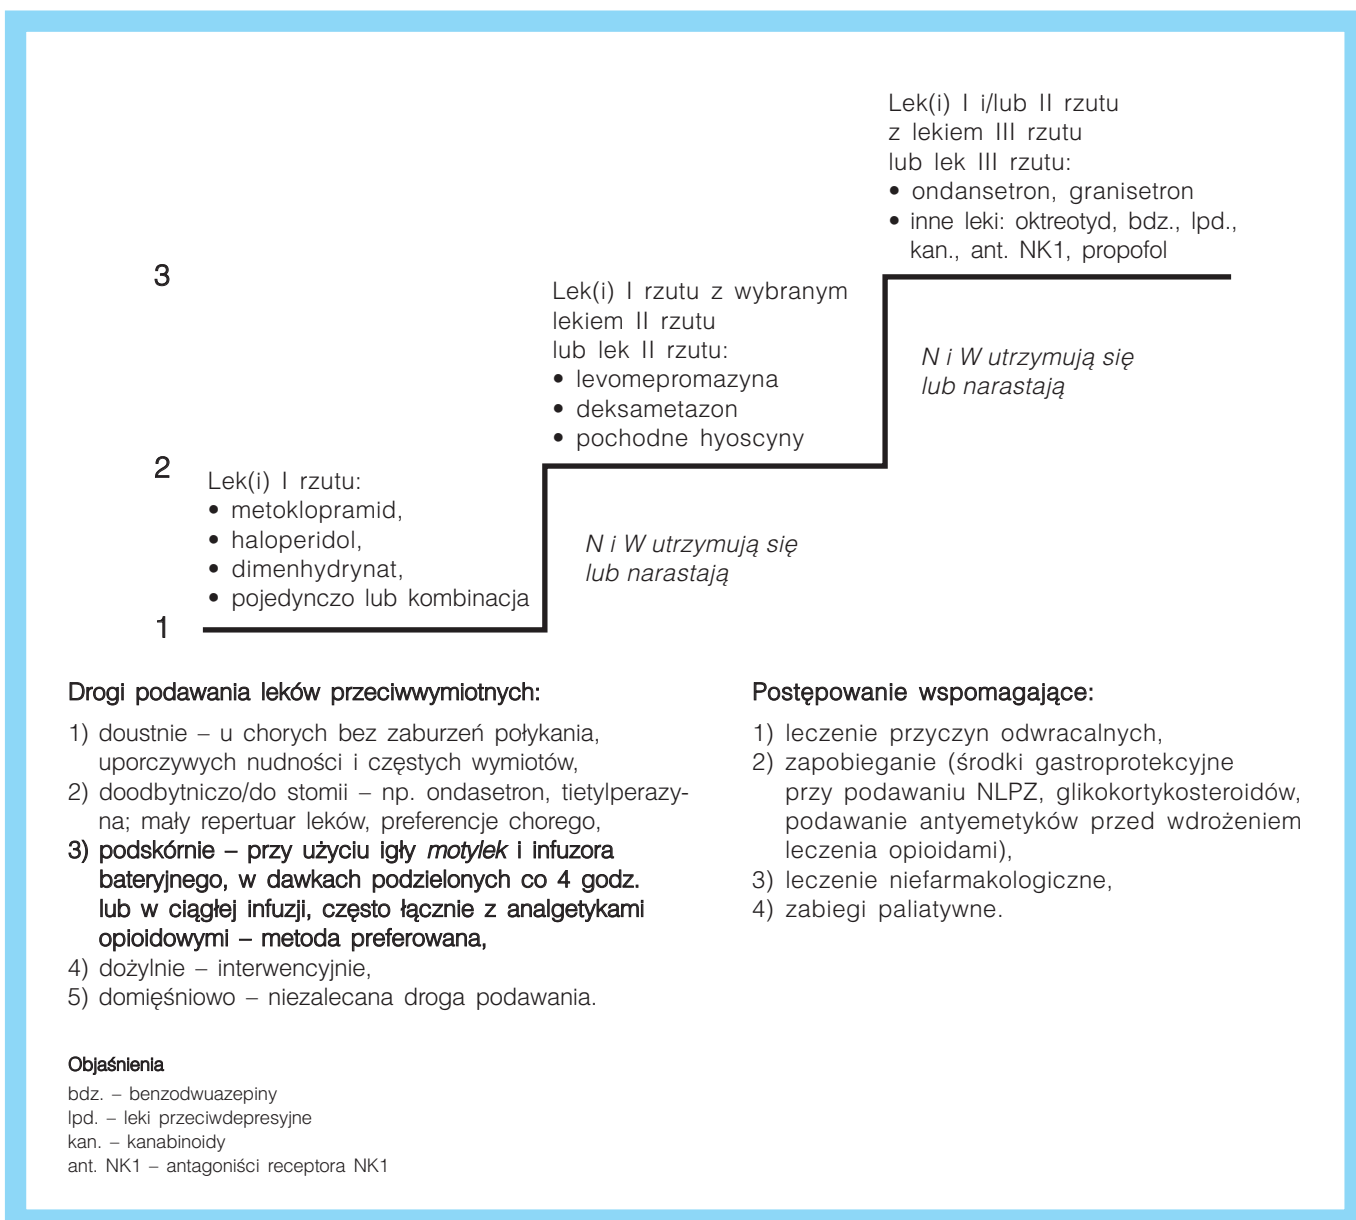 Lek(i) I i/lub II rzutu
z lekiem III rzutu
lub lek III rzutu:
• ondansetron, granisetron
• inne leki: oktreotyd, bdz., lpd.,
kan., ant. NK1, propofol
3
Lek(i) I rzutu z wybranym
lekiem II rzutu
lub lek II rzutu:
• levomepromazyna
• deksametazon
• pochodne hyoscyny
N i W utrzymują się
lub narastają
2
Lek(i) I rzutu:
• metoklopramid,
• haloperidol,
• dimenhydrynat,
• pojedynczo lub kombinacja
N i W utrzymują się
lub narastają
1
Drogi podawania leków przeciwwymiotnych:
1) doustnie – u chorych bez zaburzeń połykania,
uporczywych nudności i częstych wymiotów,
2) doodbytniczo/do stomii – np. ondasetron, tietylperazy-
na; mały repertuar leków, preferencje chorego,
3) podskórnie – przy użyciu igły motylek i infuzora
bateryjnego, w dawkach podzielonych co 4 godz.
lub w ciągłej infuzji, często łącznie z analgetykami
opioidowymi – metoda preferowana,
4) dożylnie – interwencyjnie,
5) domięśniowo – niezalecana droga podawania.
Postępowanie wspomagające:
1) leczenie przyczyn odwracalnych,
2) zapobieganie (środki gastroprotekcyjne
przy podawaniu NLPZ, glikokortykosteroidów,
podawanie antyemetyków przed wdrożeniem
leczenia opioidami),
3) leczenie niefarmakologiczne,
4) zabiegi paliatywne.
Objaśnienia
bdz. – benzodwuazepiny
lpd. – leki przeciwdepresyjne
kan. – kanabinoidy
ant. NK1 – antagoniści receptora NK1